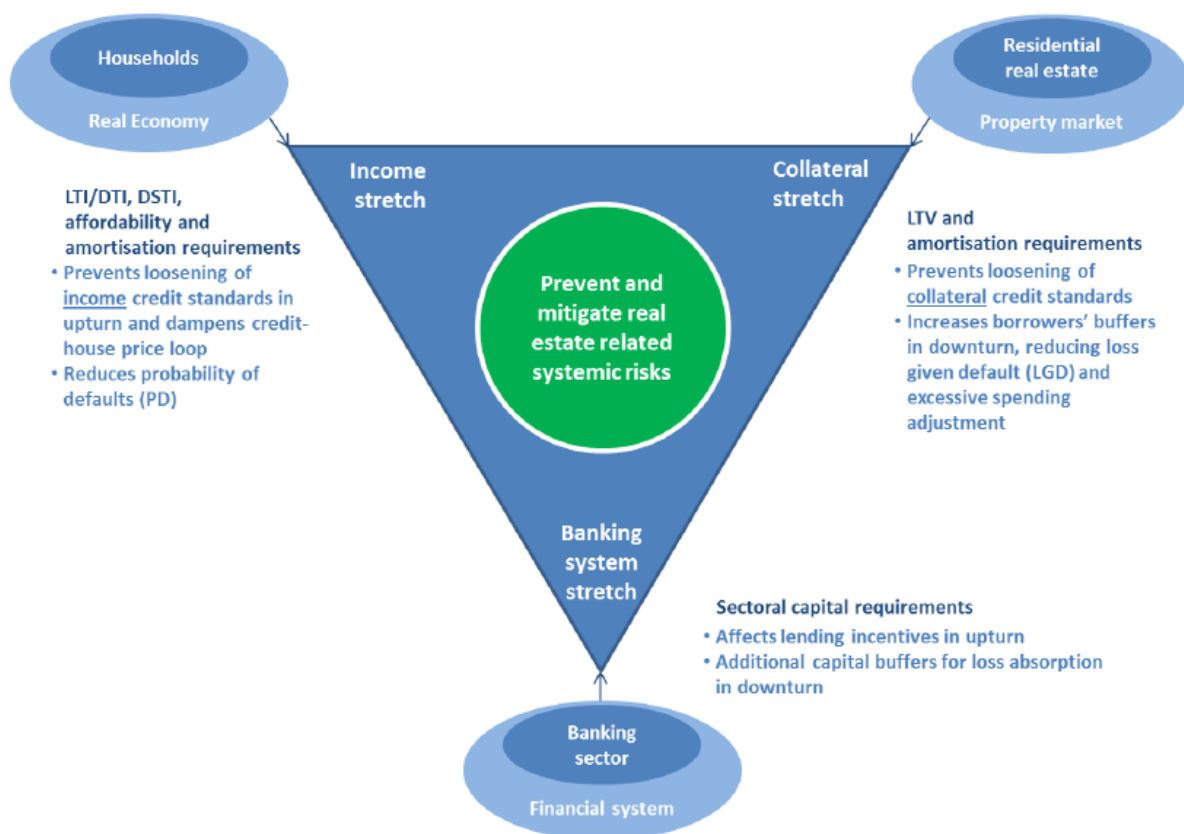 Households
Real Economy
Residential
real estate
Property market
Income
stretch
Collateral
stretch
LTI/DTI, DSTI,
affordability and
amortisation requirements
• Prevents loosening of
income credit standards in
upturn and dampens credit-
house price loop
• Reduces probability of
defaults (PD)
Prevent and
mitigate real
estate related
systemic risks
LTV and
amortisation requirements
• Prevents loosening of
collateral credit standards
• Increases borrowers' buffers
in downturn, reducing loss
given default (LGD) and
excessive spending
adjustment
Banking
system
stretch
Sectoral capital requirements
• Affects lending incentives in upturn
• Additional capital buffers for loss absorption
in downturn
Banking
sector
Financial system